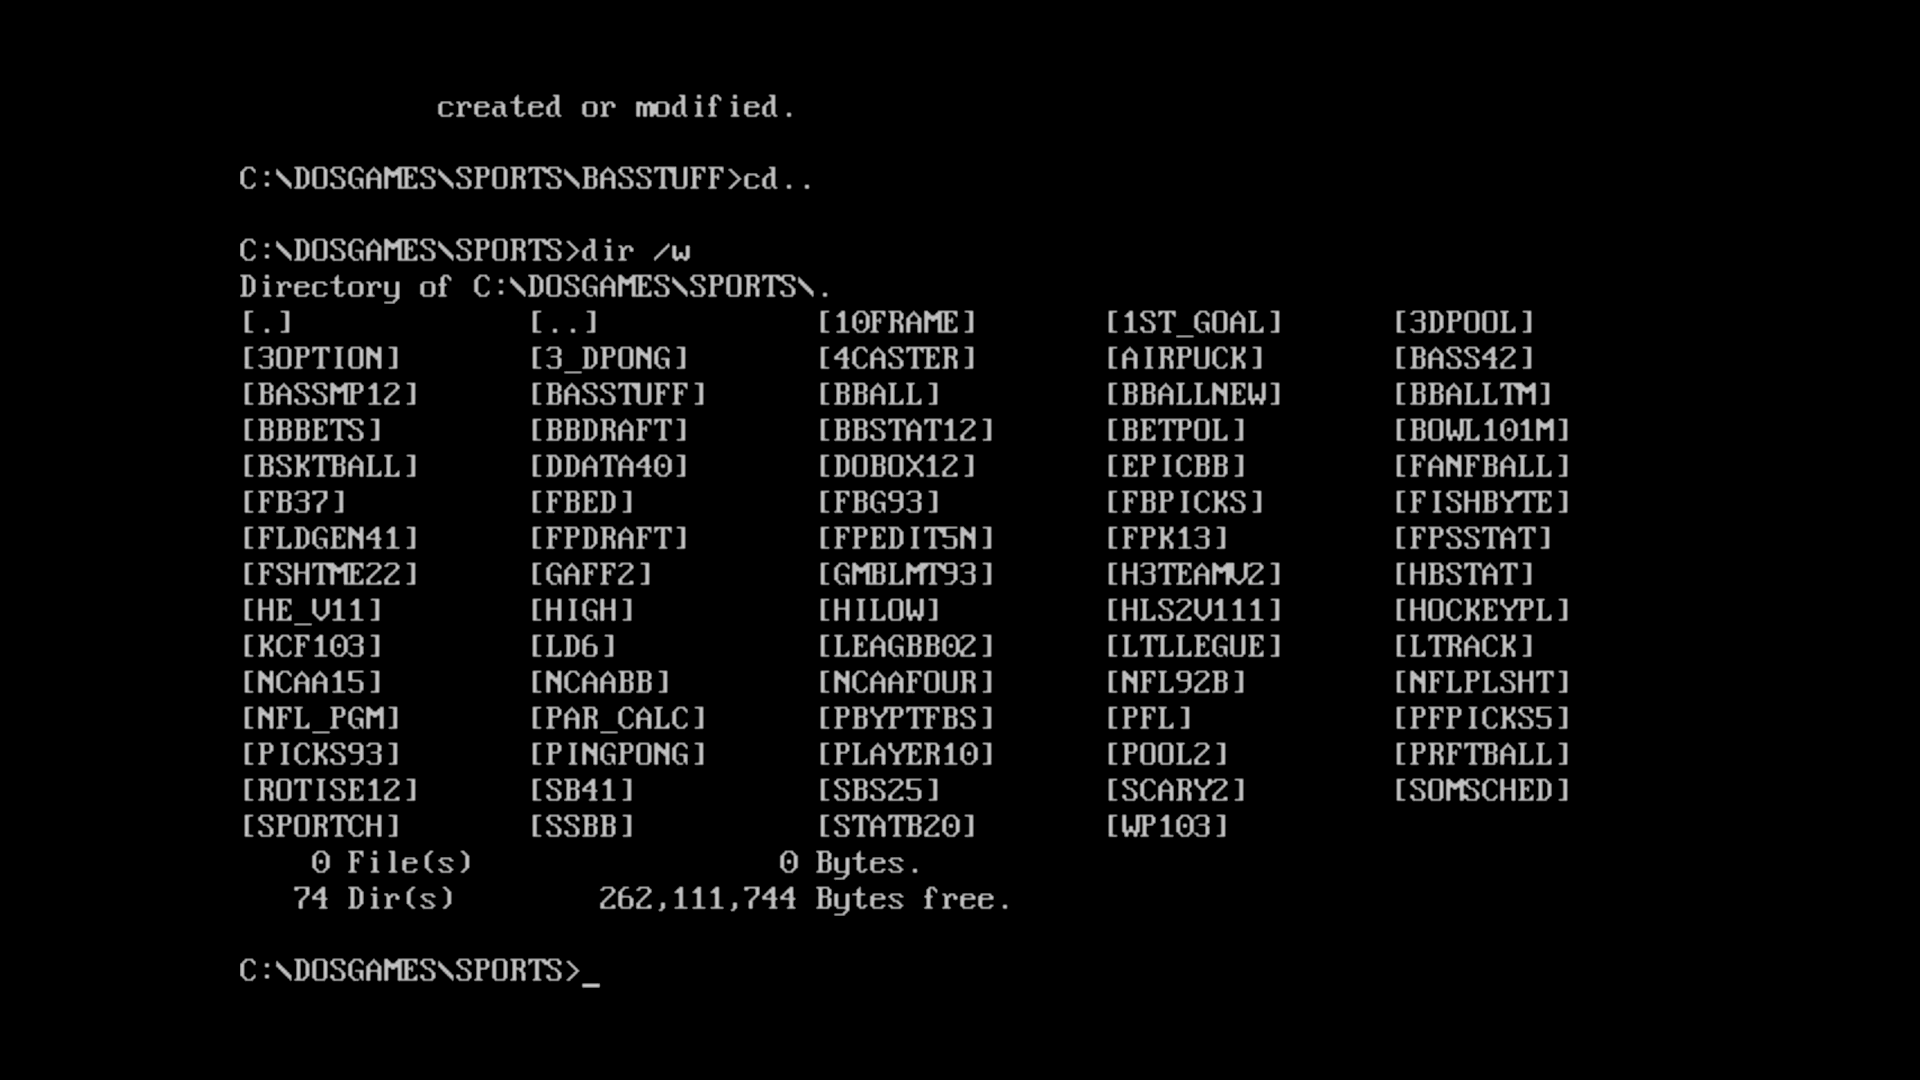 created or modified.
C:\DOSGAMES\SPORTS\BASSTUFF>cd..
C:\DOSGAMES\SPORTS>dir /w
Directory of C:\DOSGAMES\SPORTS\.
[.] [..] [10FRAME] [1ST_GOAL] [3DPOOL]
[3OPTION] [3_DPONG] [4CASTER] [AIRPUCK] [BASS42]
[BASSMP12] [BASSTUFF] [BBALL] [BBALLNEW] [BBALLTM]
[BBBETS] [BBDRAFT] [BBSTAT12] [BETPOL] [BOWL101M]
[BSKTBALL] [DDATA40] [DOBOX12] [EPICBB] [FANFBALL]
[FB37] [FBED] [FBG93] [FBPICKS] [FISHBYTE]
[FLDGEN41] [FPDRAFT] [FPEDIT5N] [FPK13] [FPSSTAT]
[FSHTME22] [GAFF2] [GMBLMT93] [H3TEAMV2] [HBSTAT]
[HE_V11] [HIGH] [HILOW] [HLS2V111] [HOCKEYPL]
[KCF103] [LD6] [LEAGBB02] [LTLLEGUE] [LTRACK]
[NCAA15] [NCAABB] [NCAAFOUR] [NFL92B] [NFLPLSHT]
[NFL_PGM] [PAR_CALC] [PBYPTFBS] [PFL] [PFPICKS5]
[PICKS93] [PINGPONG] [PLAYER10] [POOL2] [PRFTBALL]
[ROTISE12] [SB41] [SBS25] [SCARY2] [SOMSCHED]
[SPORTCH] [SSBB] [STATB20] [WP103]
0 File(s) 0 Bytes.
74 Dir(s) 262,111,744 Bytes free.
C:\DOSGAMES\SPORTS>_